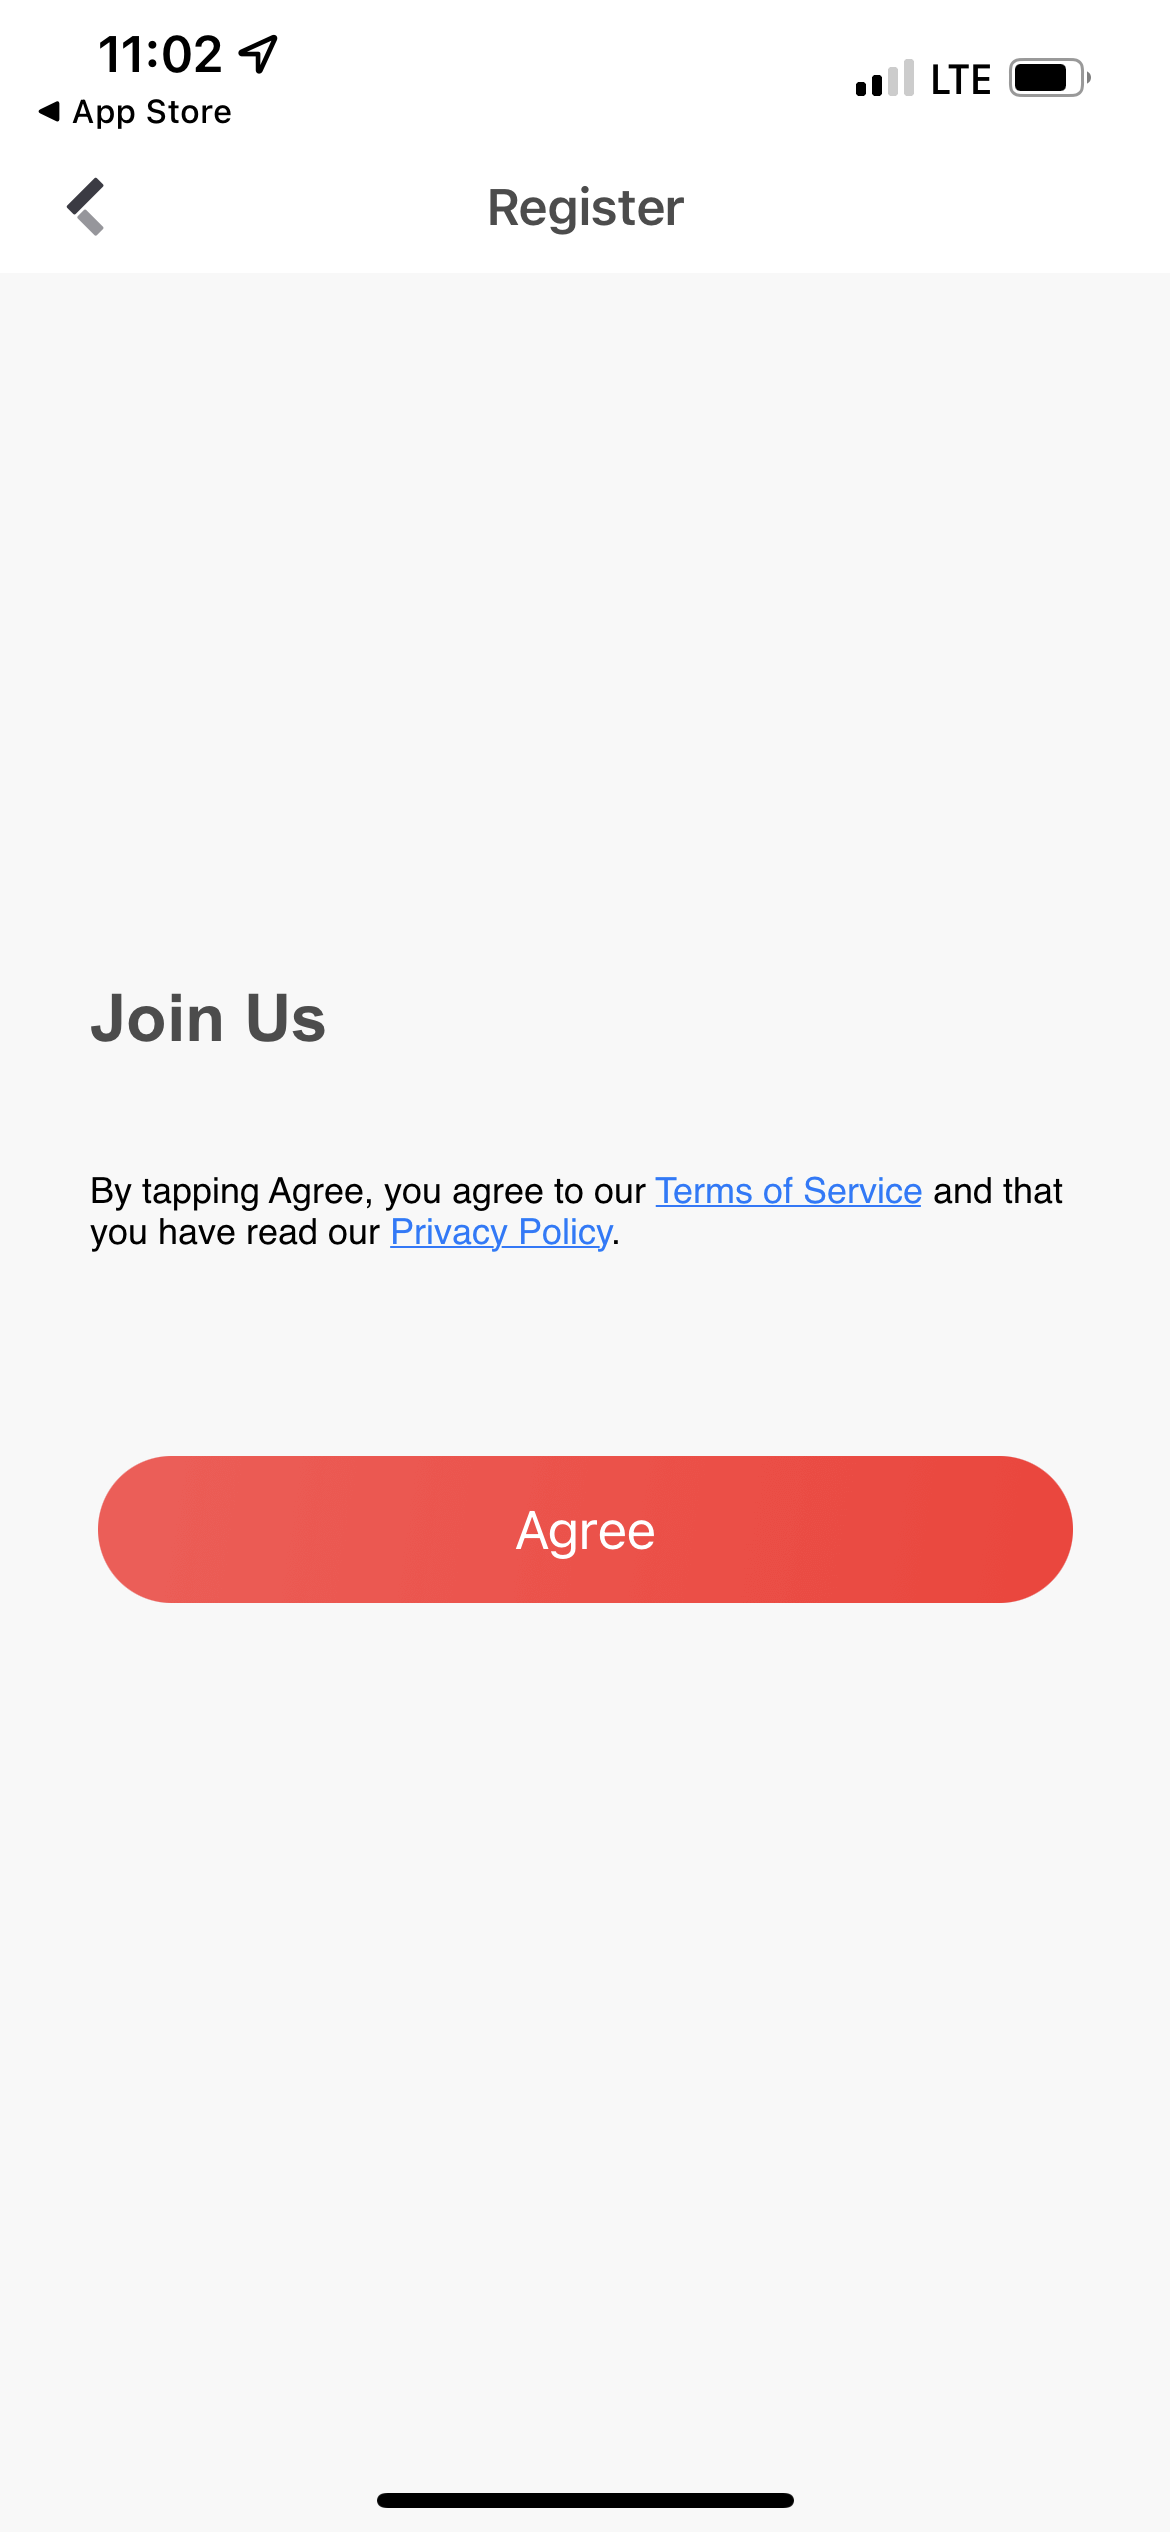 11:02
App Store
LTE
Register
Join Us
By tapping Agree, you agree to our Terms of Service and that
you have read our Privacy Policy.
Agree